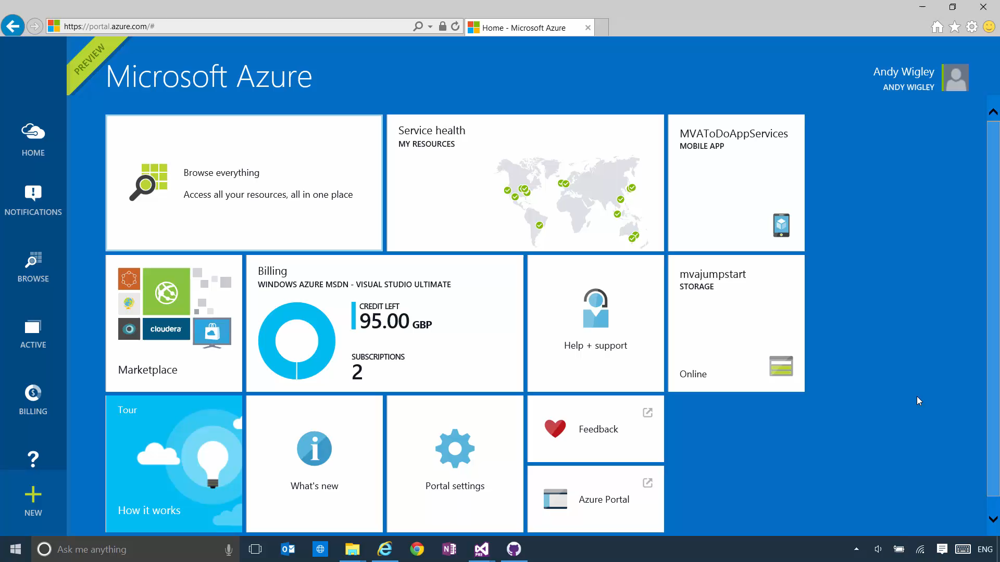 https://portal.azure.com/#
Home - Microsoft Azure
PREVIEW
Microsoft Azure
Andy Wigley
ANDY WIGLEY
HOME
NOTIFICATIONS
BROWSE
ACTIVE
BILLING
?
NEW
Browse everything
Access all your resources, all in one place
Service health
MY RESOURCES
MVAToDoAppServices
MOBILE APP
cloudera
Marketplace
Billing
WINDOWS AZURE MSDN - VISUAL STUDIO ULTIMATE
CREDIT LEFT
95.00 GBP
SUBSCRIPTIONS
2
Help + support
mvajumpstart
STORAGE
Online
Tour
How it works
What's new
Portal settings
Feedback
Azure Portal
Ask me anything
PRE
ENG